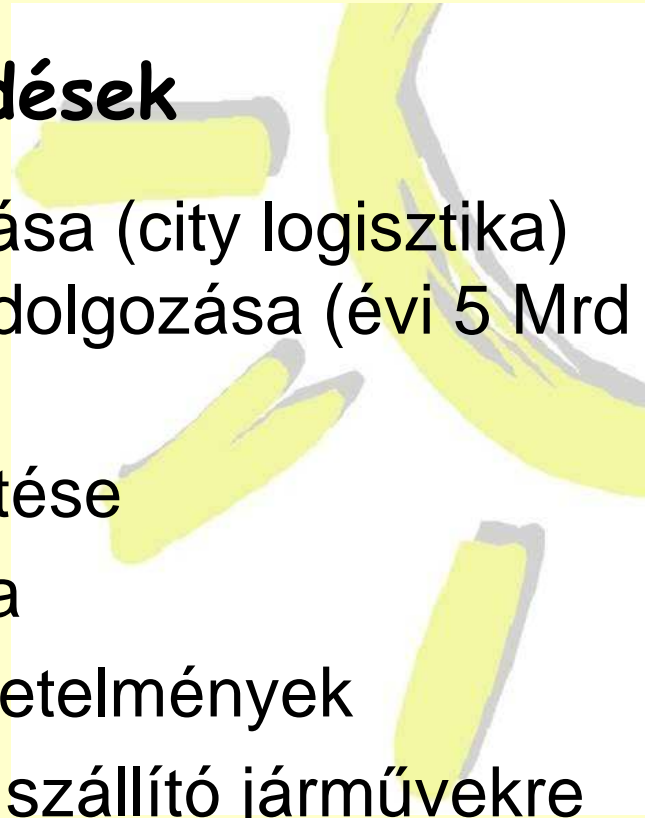 dések
ása (city logisztika)
dolgozása (évi 5 Mrd
tése
a
etelmények
szállító járművekre